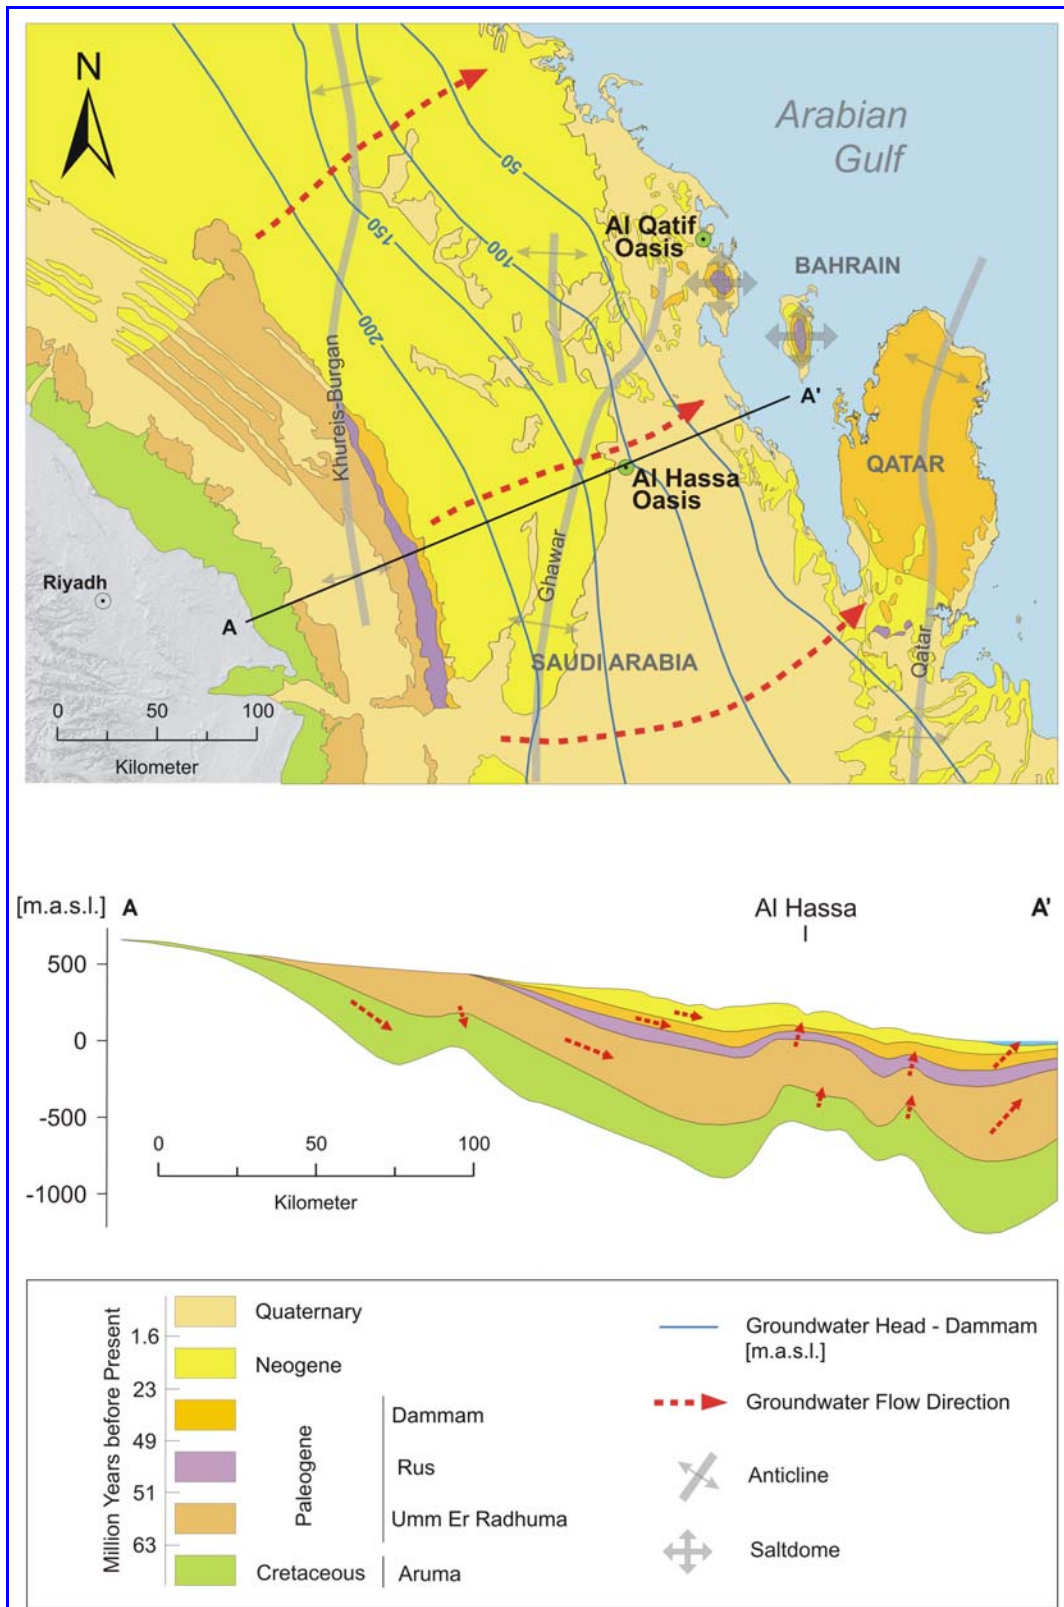 N
Arabian
Gulf
50
Al Qatif
Oasis
150
100
BAHRAIN
200
Khureis-Burgan
A'
QATAR
Al Hassa
Oasis
Ghawar
Riyadh
A
SAUDI ARABIA
Qatar
0 50 100
Kilometer
[m.a.s.l.] A Al Hassa A'
500
0
-500
-1000
0 50 100
Kilometer
Million Years before Present
1.6
23
49
51
63
Quaternary
Neogene
Paleogene
Dammam
Rus
Umm Er Radhuma
Cretaceous Aruma
Groundwater Head - Dammam
[m.a.s.l.]
Groundwater Flow Direction
Anticline
Saltdome